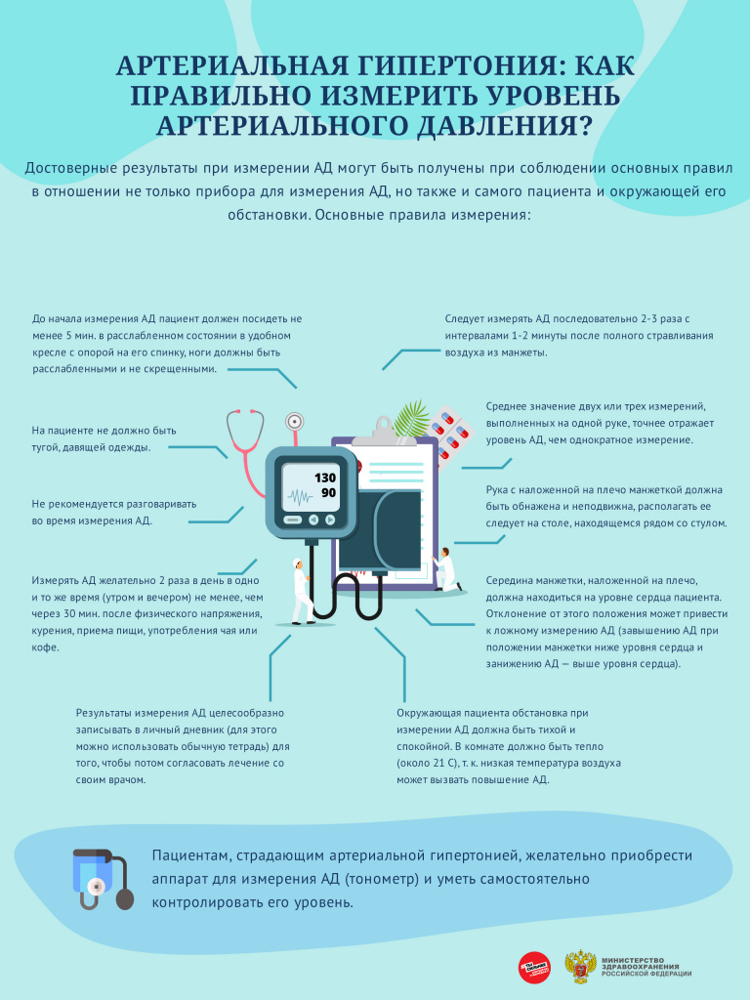 АРТЕРИАЛЬНАЯ ГИПЕРТОНИЯ: КАК
ПРАВИЛЬНО ИЗМЕРИТЬ УРОВЕНЬ
АРТЕРИАЛЬНОГО ДАВЛЕНИЯ?
Достоверные результаты при измерении АД могут быть получены при соблюдении основных правил
в отношении не только прибора для измерения АД, но также и самого пациента и окружающей его
обстановки. Основные правила измерения:
До начала измерения АД пациент должен посидеть не
менее 5 мин. в расслабленном состоянии в удобном
кресле с опорой на его спинку, ноги должны быть
расслабленными и не скрещенными.
Следует измерять АД последовательно 2-3 раза с
интервалами 1-2 минуты после полного стравливания
воздуха из манжеты.
На пациенте не должно быть
тугой, давящей одежды.
Среднее значение двух или трех измерений,
выполненных на одной руке, точнее отражает
уровень АД, чем однократное измерение.
Не рекомендуется разговаривать
во время измерения АД.
Рука с наложенной на плечо манжеткой должна
быть обнажена и неподвижна, располагать ее
следует на столе, находящемся рядом со стулом.
130
90
Измерять АД желательно 2 раза в день в одно
и то же время (утром и вечером) не менее, чем
через 30 мин. после физического напряжения,
курения, приема пищи, употребления чая или
кофе.
Середина манжетки, наложенной на плечо,
должна находиться на уровне сердца пациента.
Отклонение от этого положения может привести
к ложному измерению АД (завышению АД при
положении манжетки ниже уровня сердца и
занижению АД — выше уровня сердца).
Результаты измерения АД целесообразно
записывать в личный дневник (для этого
можно использовать обычную тетрадь) для
того, чтобы потом согласовать лечение со
своим врачом.
Окружающая пациента обстановка при
измерении АД должна быть тихой и
спокойной. В комнате должно быть тепло
(около 21 С), т. к. низкая температура воздуха
может вызвать повышение АД.
Пациентам, страдающим артериальной гипертонией, желательно приобрести
аппарат для измерения АД (тонометр) и уметь самостоятельно
контролировать его уровень.
#ТЫ
СИЛЬНЕЕ
МИНИСТЕРСТВО
ЗДРАВООХРАНЕНИЯ
РОССИЙСКОЙ ФЕДЕРАЦИИ